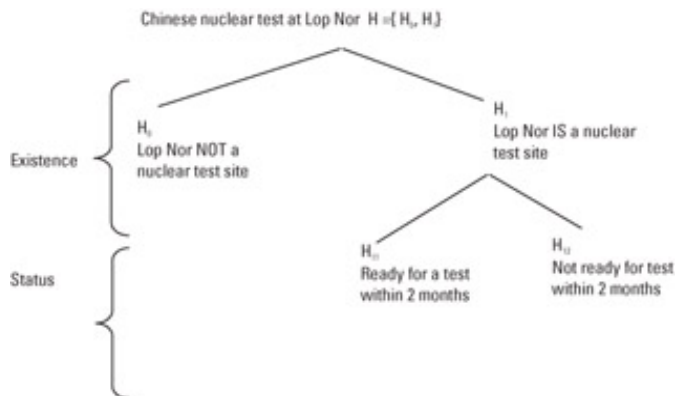 Chinese nuclear test at Lop Nor H ={ H₀, H₁}
H₀
Lop Nor NOT a
nuclear test site
H₁
Lop Nor IS a nuclear
test site
Existence
H₁₁
Ready for a test
within 2 months
H₁₂
Not ready for test
within 2 months
Status